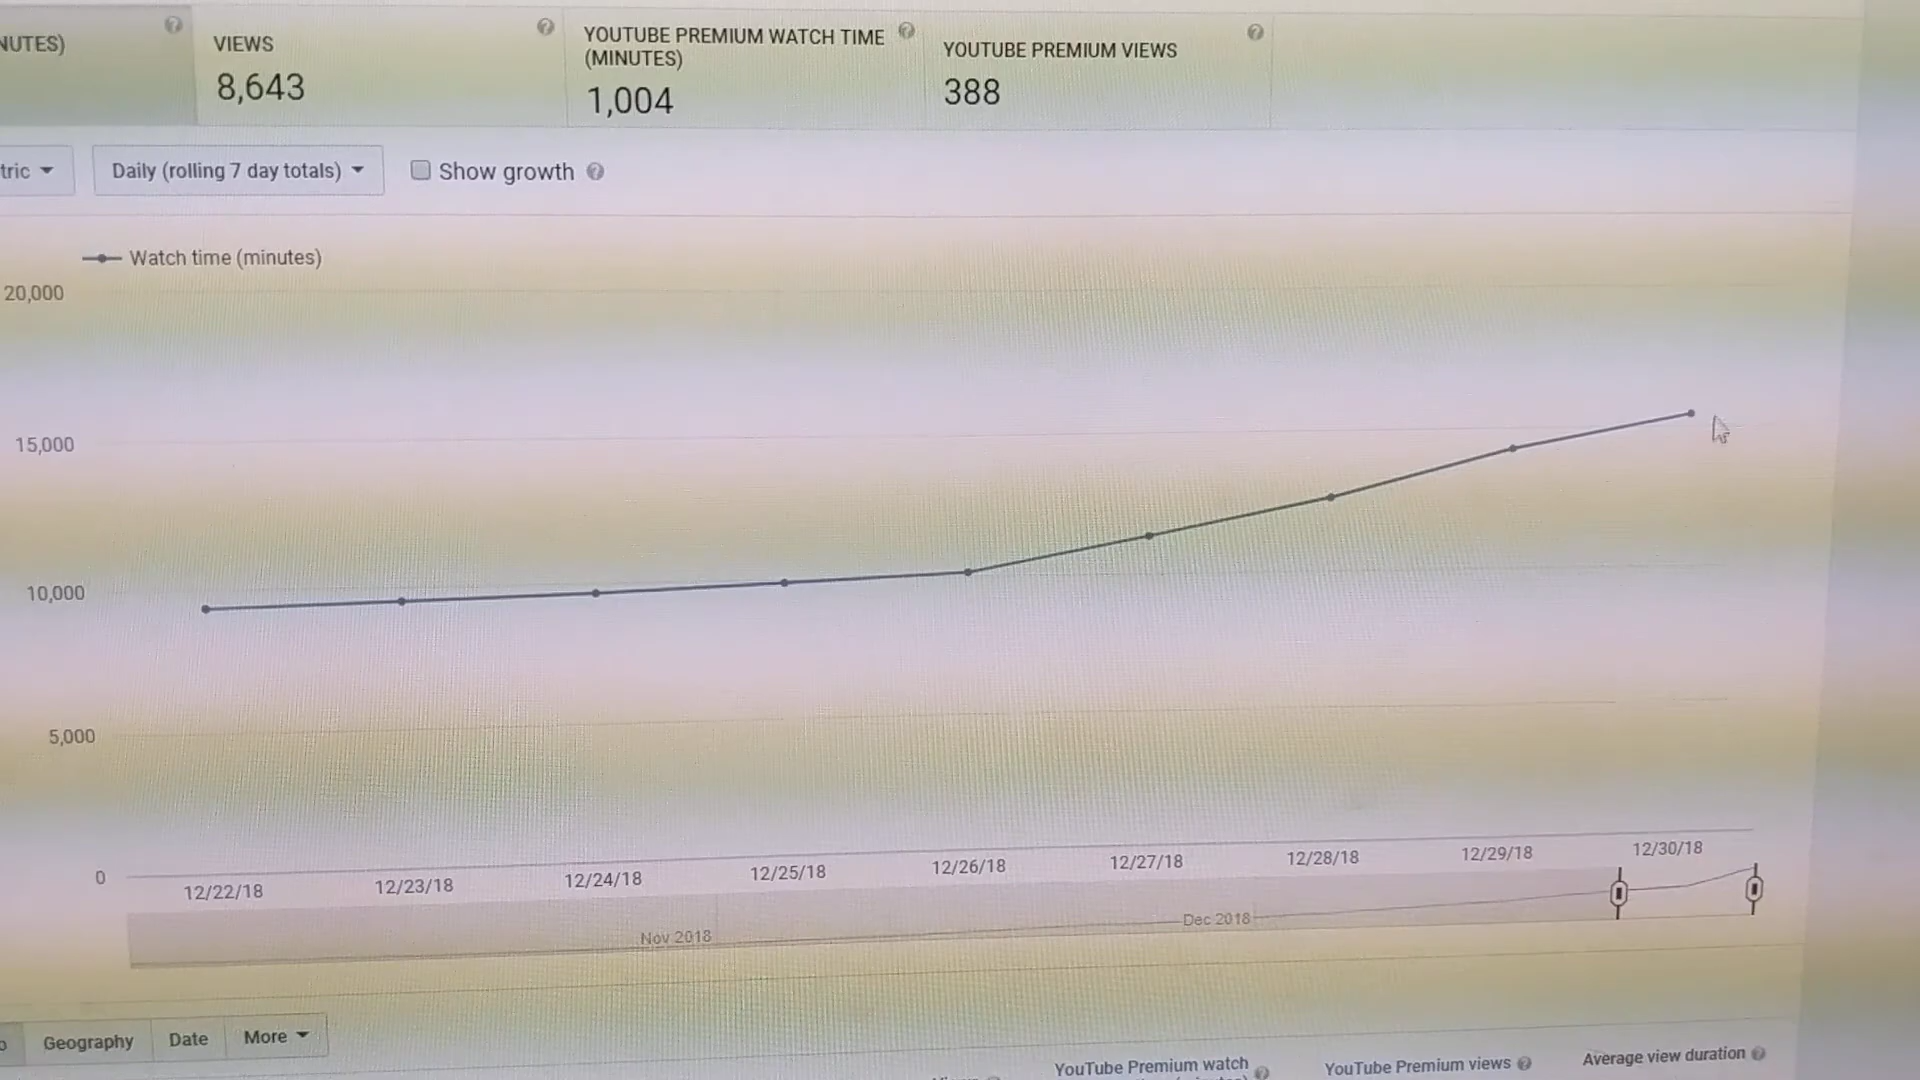 NUTES)
VIEWS
8,643
YOUTUBE PREMIUM WATCH TIME
(MINUTES)
1,004
YOUTUBE PREMIUM VIEWS
388
tric
Daily (rolling 7 day totals)
Show growth
Watch time (minutes)
20,000
15,000
10,000
5,000
0
12/22/18
12/23/18
12/24/18
12/25/18
12/26/18
12/27/18
12/28/18
12/29/18
12/30/18
Nov 2018
Dec 2018
Geography
Date
More
YouTube Premium watch
YouTube Premium views
Average view duration